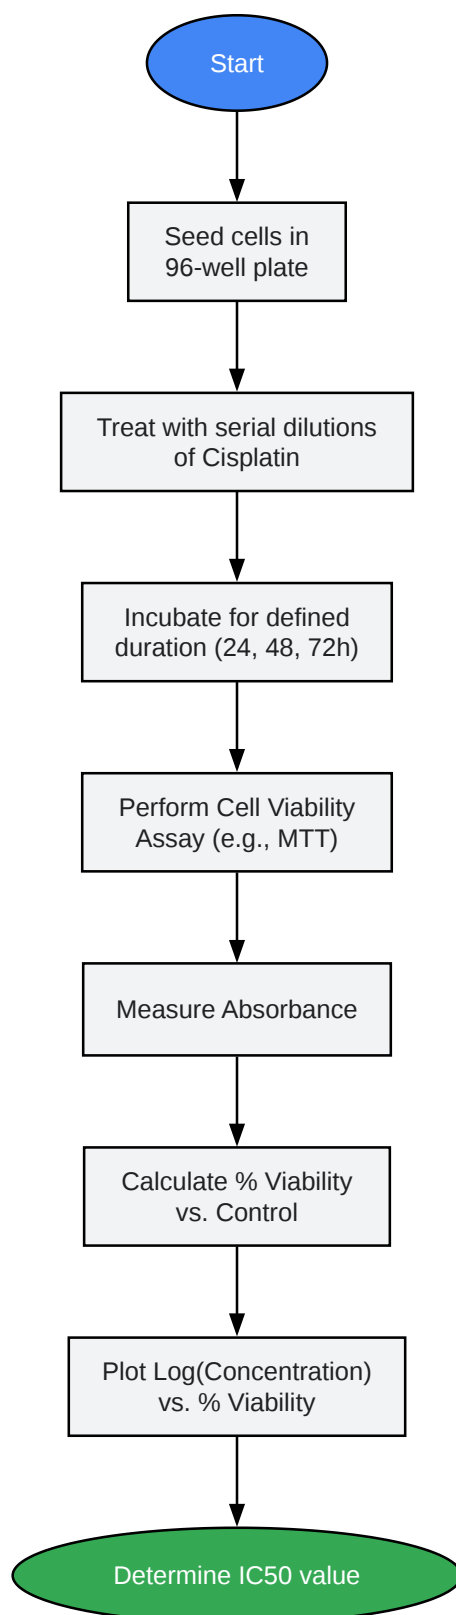 Start
Seed cells in
96-well plate
Treat with serial dilutions
of Cisplatin
Incubate for defined
duration (24, 48, 72h)
Perform Cell Viability
Assay (e.g., MTT)
Measure Absorbance
Calculate % Viability
vs. Control
Plot Log(Concentration)
vs. % Viability
Determine IC50 value